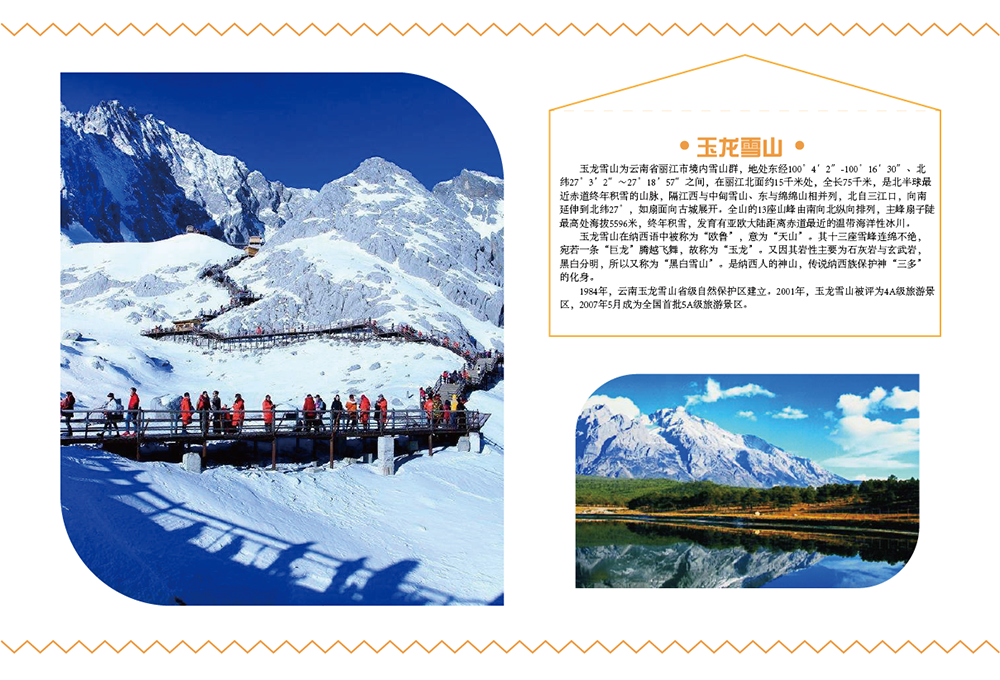 玉龙雪山
玉龙雪山为云南省丽江市境内雪山群，地处东经100′4′2″-100′16′30″、北
纬27′3′2″～27′18′57″之间，在丽江北面约15千米处，全长75千米，是北半球最
近赤道终年积雪的山脉，隔江西与中甸雪山、东与绵绵山相并列，北自三江口，向南
延伸到北纬27′，如扇面向古城展开。全山的13座山峰由南向北纵向排列，主峰扇子陡
最高处海拔5596米，终年积雪，发育有亚欧大陆距离赤道最近的温带海洋性冰川。
玉龙雪山在纳西语中被称为“欧鲁”，意为“天山”。其十三座雪峰连绵不绝，
宛若一条“巨龙”腾越飞舞，故称为“玉龙”。又因其岩性主要为石灰岩与玄武岩，
黑白分明，所以又称为“黑白雪山”。是纳西人的神山，传说纳西族保护神“三多”
的化身。
1984年，云南玉龙雪山省级自然保护区建立。2001年，玉龙雪山被评为4A级旅游景
区，2007年5月成为全国首批5A级旅游景区。